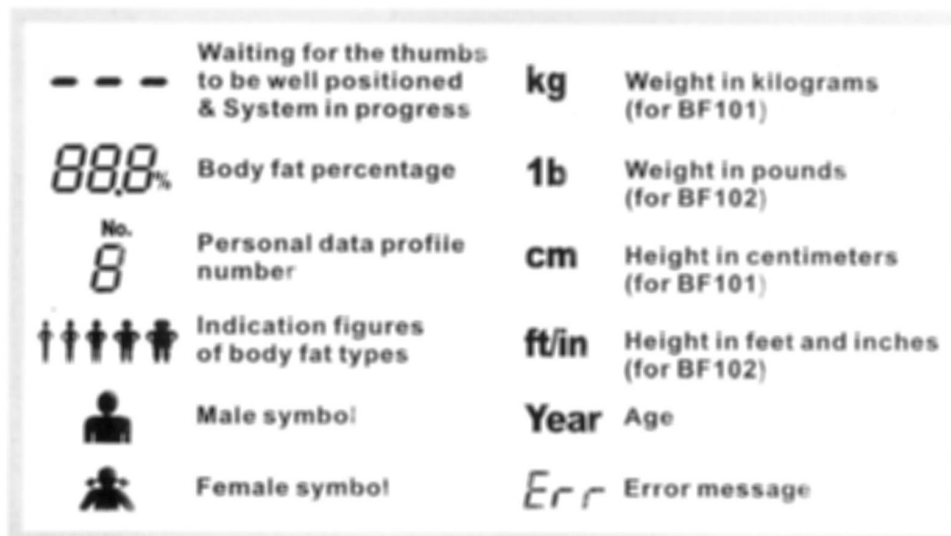 - - -
Waiting for the thumbs
to be well positioned
& System in progress
88.8%
Body fat percentage
No.
8
Personal data profile
number
Indication figures
of body fat types
Male symbol
Female symbol
kg
Weight in kilograms
(for BF101)
1b
Weight in pounds
(for BF102)
cm
Height in centimeters
(for BF101)
ft/in
Height in feet and inches
(for BF102)
Year
Age
Err
Error message